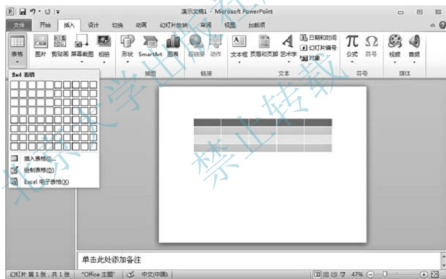 演示文稿1 - Microsoft PowerPoint
文件 开始 插入 设计 切换 动画 幻灯片放映 审阅 视图 加载项
表格 图片 剪贴画 屏幕截图 相册 形状 SmartArt 图表 超链接 动作 文本框 页眉和页脚 艺术字 日期和时间 幻灯片编号 对象 公式 符号 视频 音频
插图 链接 文本 符号 媒体
5x4 表格
插入表格(I)...
绘制表格(D)
Excel 电子表格(X)
禁止转载
单击此处添加备注
幻灯片 第 1 张，共 1 张 "Office 主题" 中文(中国) 47%